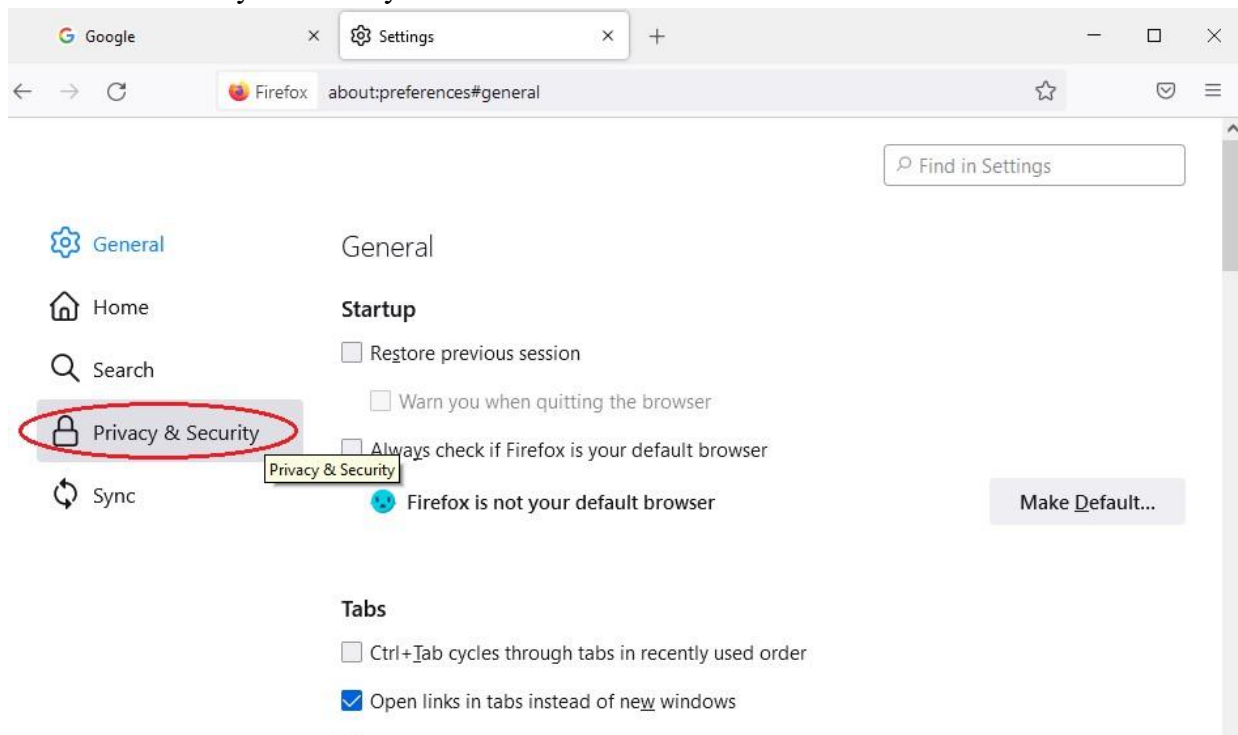 Google
Settings
Firefox about:preferences#general
Find in Settings
General
Home
Search
Privacy & Security
Sync
General
Startup
Restore previous session
Warn you when quitting the browser
Always check if Firefox is your default browser
Privacy & Security
Firefox is not your default browser
Make Default...
Tabs
Ctrl+Tab cycles through tabs in recently used order
Open links in tabs instead of new windows